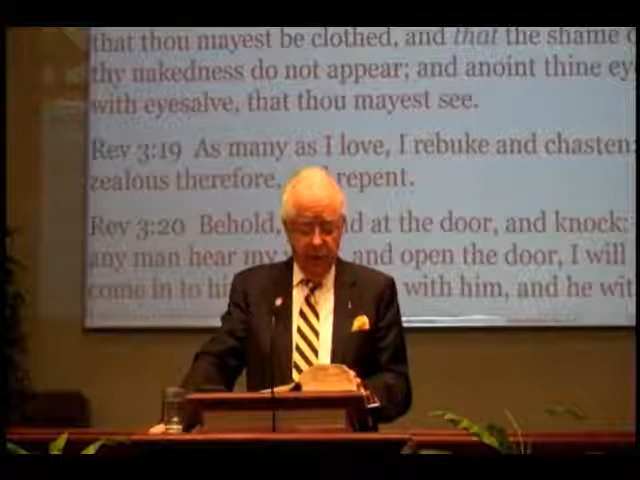 that thou mayest be clothed, and that the shame
thy nakedness do not appear; and anoint thine
with eyesalve, that thou mayest see.
Rev 3:19 As many as I love, I rebuke and chasten:
zealous therefore, repent.
Rev 3:20 Behold, at the door, and knock:
any man hear my and open the door, I will
come in to with him, and he